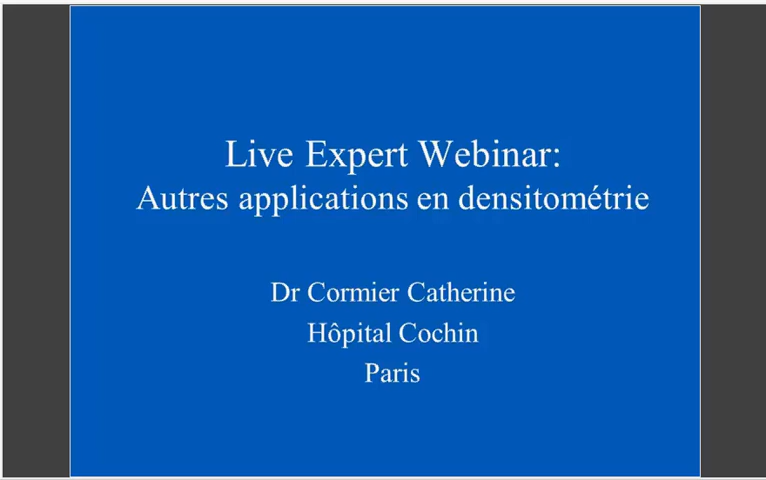 Live Expert Webinar:
Autres applications en densitométrie
Dr Cormier Catherine
Hôpital Cochin
Paris